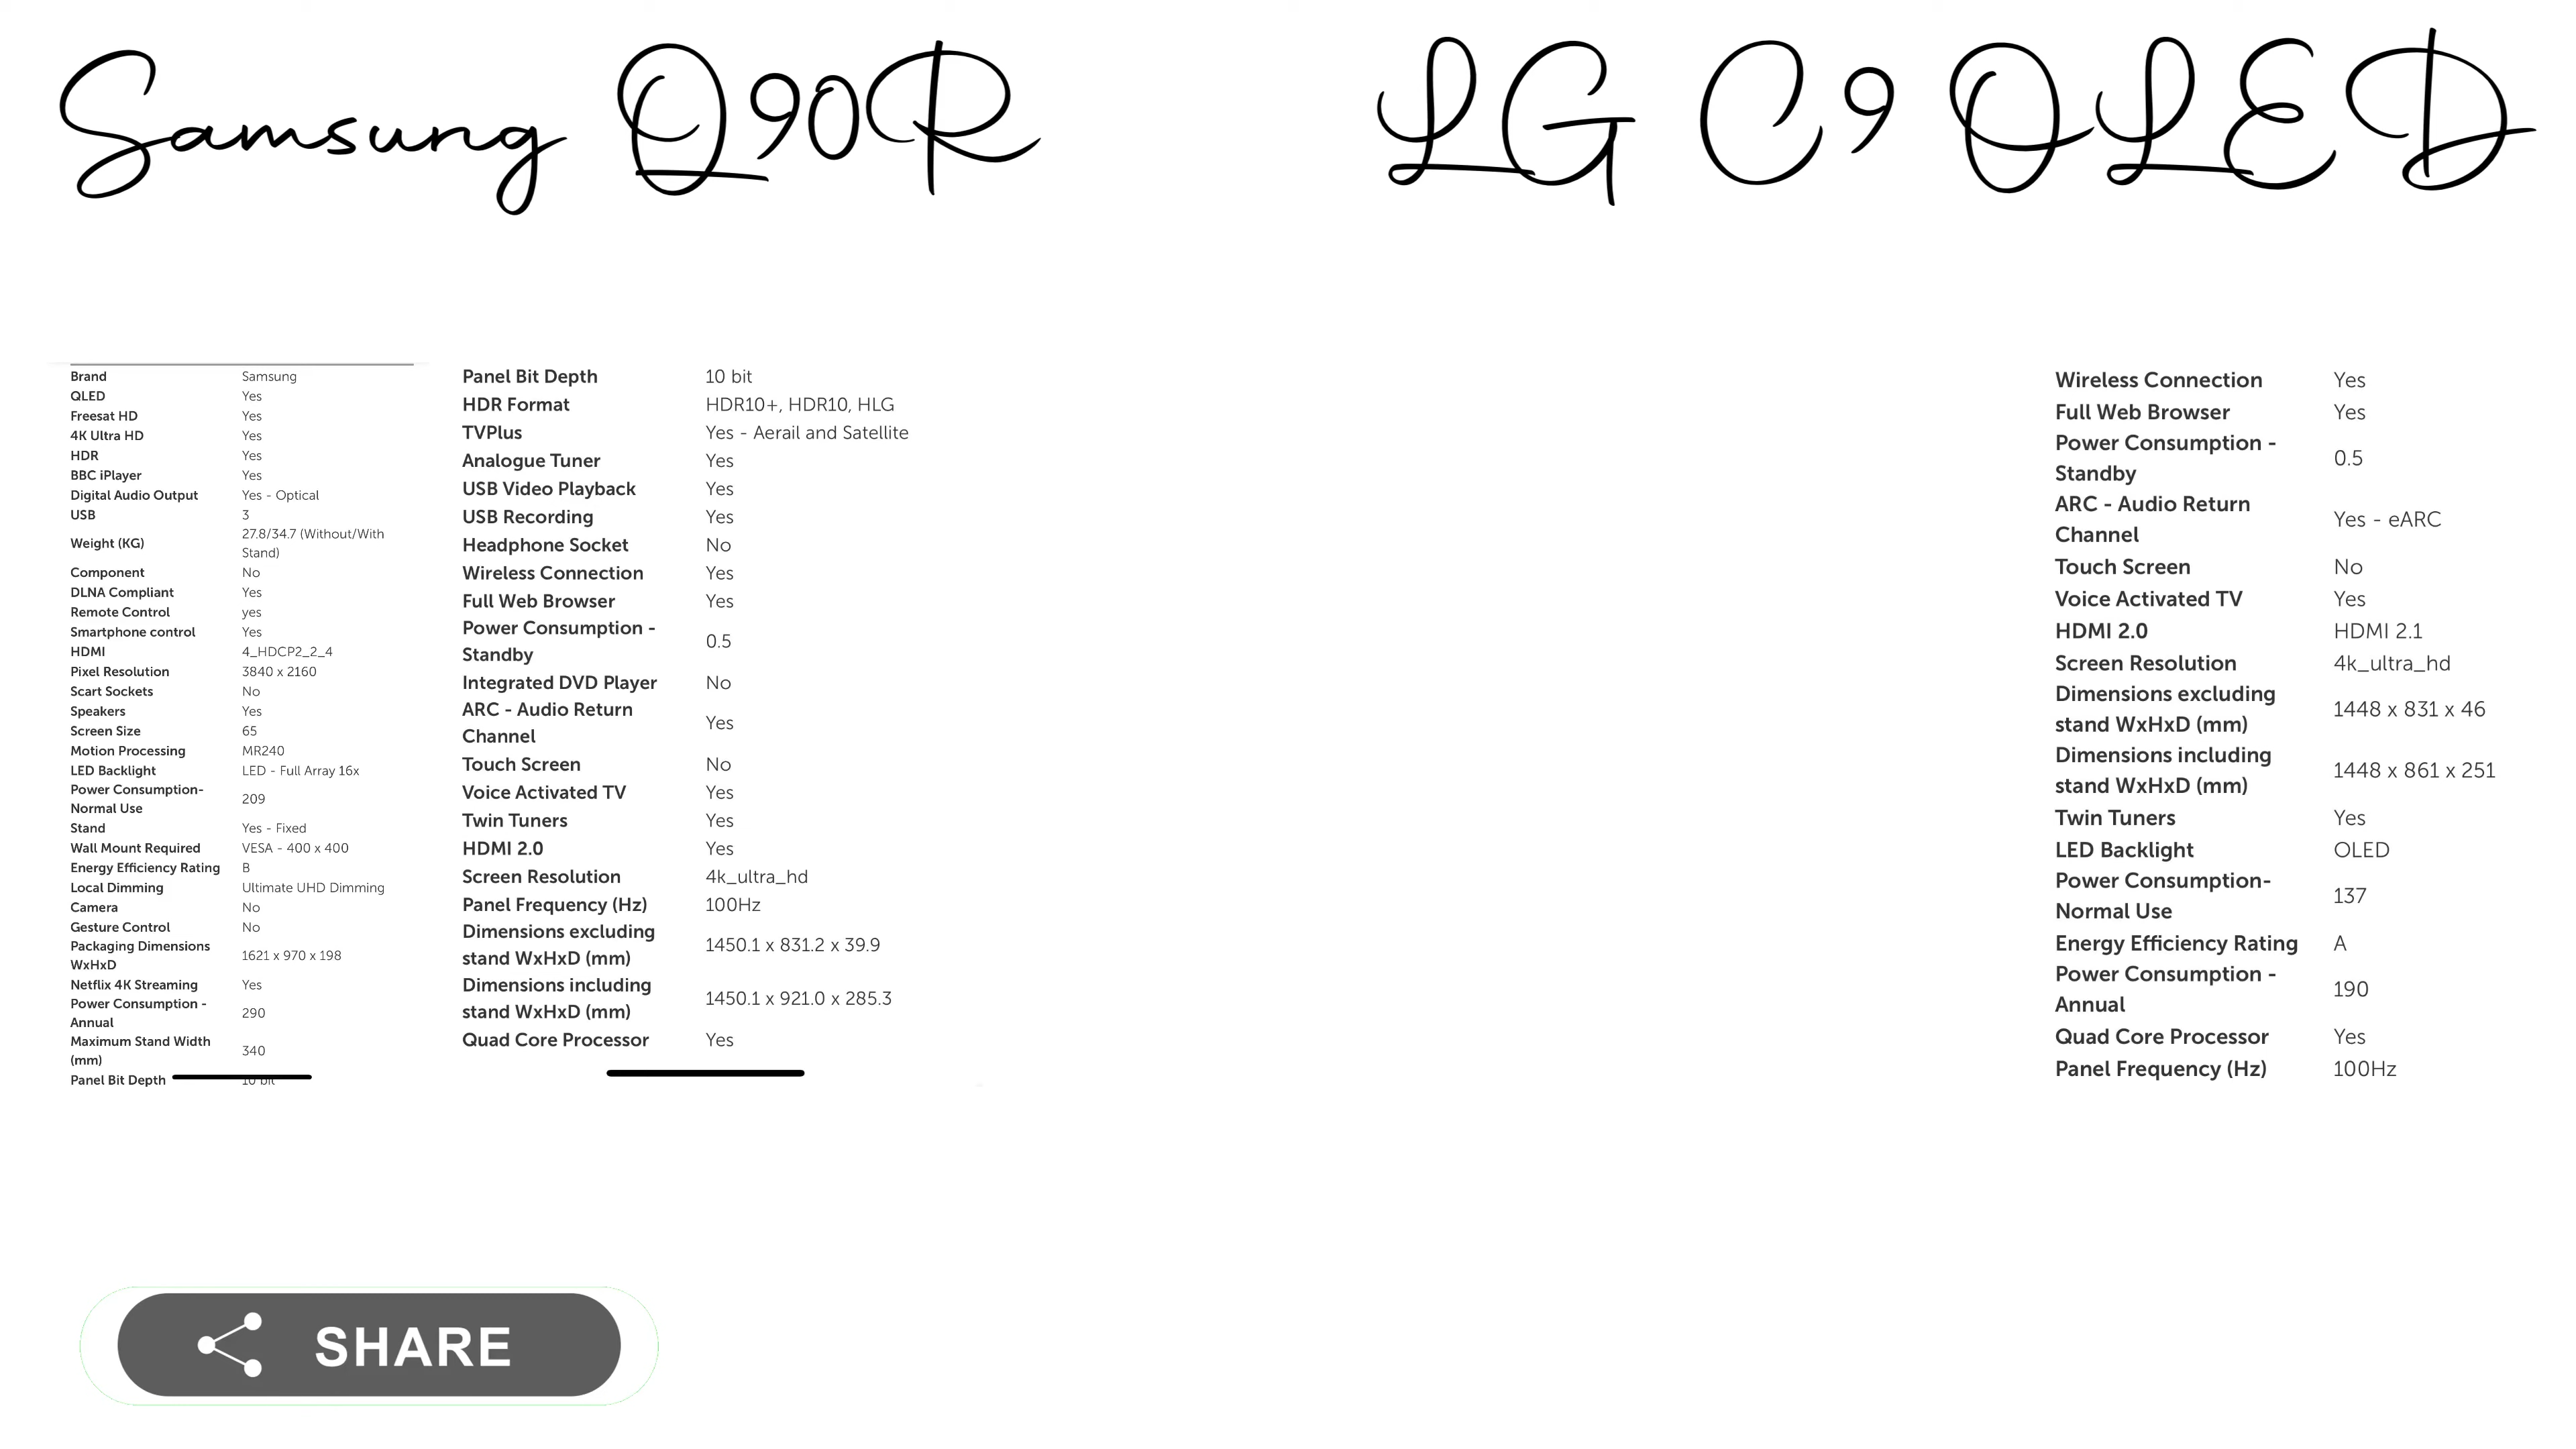 Samsung Q90R
LG C9 OLED
Brand Samsung
QLED Yes
Freesat HD Yes
4K Ultra HD Yes
HDR Yes
BBC iPlayer Yes
Digital Audio Output Yes - Optical
USB 3
Weight (KG) 27.8/34.7 (Without/With
Stand)
Component No
DLNA Compliant Yes
Remote Control yes
Smartphone control Yes
HDMI 4_HDCP2_2_4
Pixel Resolution 3840 x 2160
Scart Sockets No
Speakers Yes
Screen Size 65
Motion Processing MR240
LED Backlight LED - Full Array 16x
Power Consumption-
Normal Use 209
Stand Yes - Fixed
Wall Mount Required VESA - 400 x 400
Energy Efficiency Rating B
Local Dimming Ultimate UHD Dimming
Camera No
Gesture Control No
Packaging Dimensions
WxHxD 1621 x 970 x 198
Netflix 4K Streaming Yes
Power Consumption -
Annual 290
Maximum Stand Width
(mm) 340
Panel Bit Depth 10 bit
Panel Bit Depth 10 bit
HDR Format HDR10+, HDR10, HLG
TVPlus Yes - Aerail and Satellite
Analogue Tuner Yes
USB Video Playback Yes
USB Recording Yes
Headphone Socket No
Wireless Connection Yes
Full Web Browser Yes
Power Consumption -
Standby 0.5
Integrated DVD Player No
ARC - Audio Return
Channel Yes
Touch Screen No
Voice Activated TV Yes
Twin Tuners Yes
HDMI 2.0 Yes
Screen Resolution 4k_ultra_hd
Panel Frequency (Hz) 100Hz
Dimensions excluding
stand WxHxD (mm) 1450.1 x 831.2 x 39.9
Dimensions including
stand WxHxD (mm) 1450.1 x 921.0 x 285.3
Quad Core Processor Yes
Wireless Connection Yes
Full Web Browser Yes
Power Consumption -
Standby 0.5
ARC - Audio Return
Channel Yes - eARC
Touch Screen No
Voice Activated TV Yes
HDMI 2.0 HDMI 2.1
Screen Resolution 4k_ultra_hd
Dimensions excluding
stand WxHxD (mm) 1448 x 831 x 46
Dimensions including
stand WxHxD (mm) 1448 x 861 x 251
Twin Tuners Yes
LED Backlight OLED
Power Consumption-
Normal Use 137
Energy Efficiency Rating A
Power Consumption -
Annual 190
Quad Core Processor Yes
Panel Frequency (Hz) 100Hz
SHARE